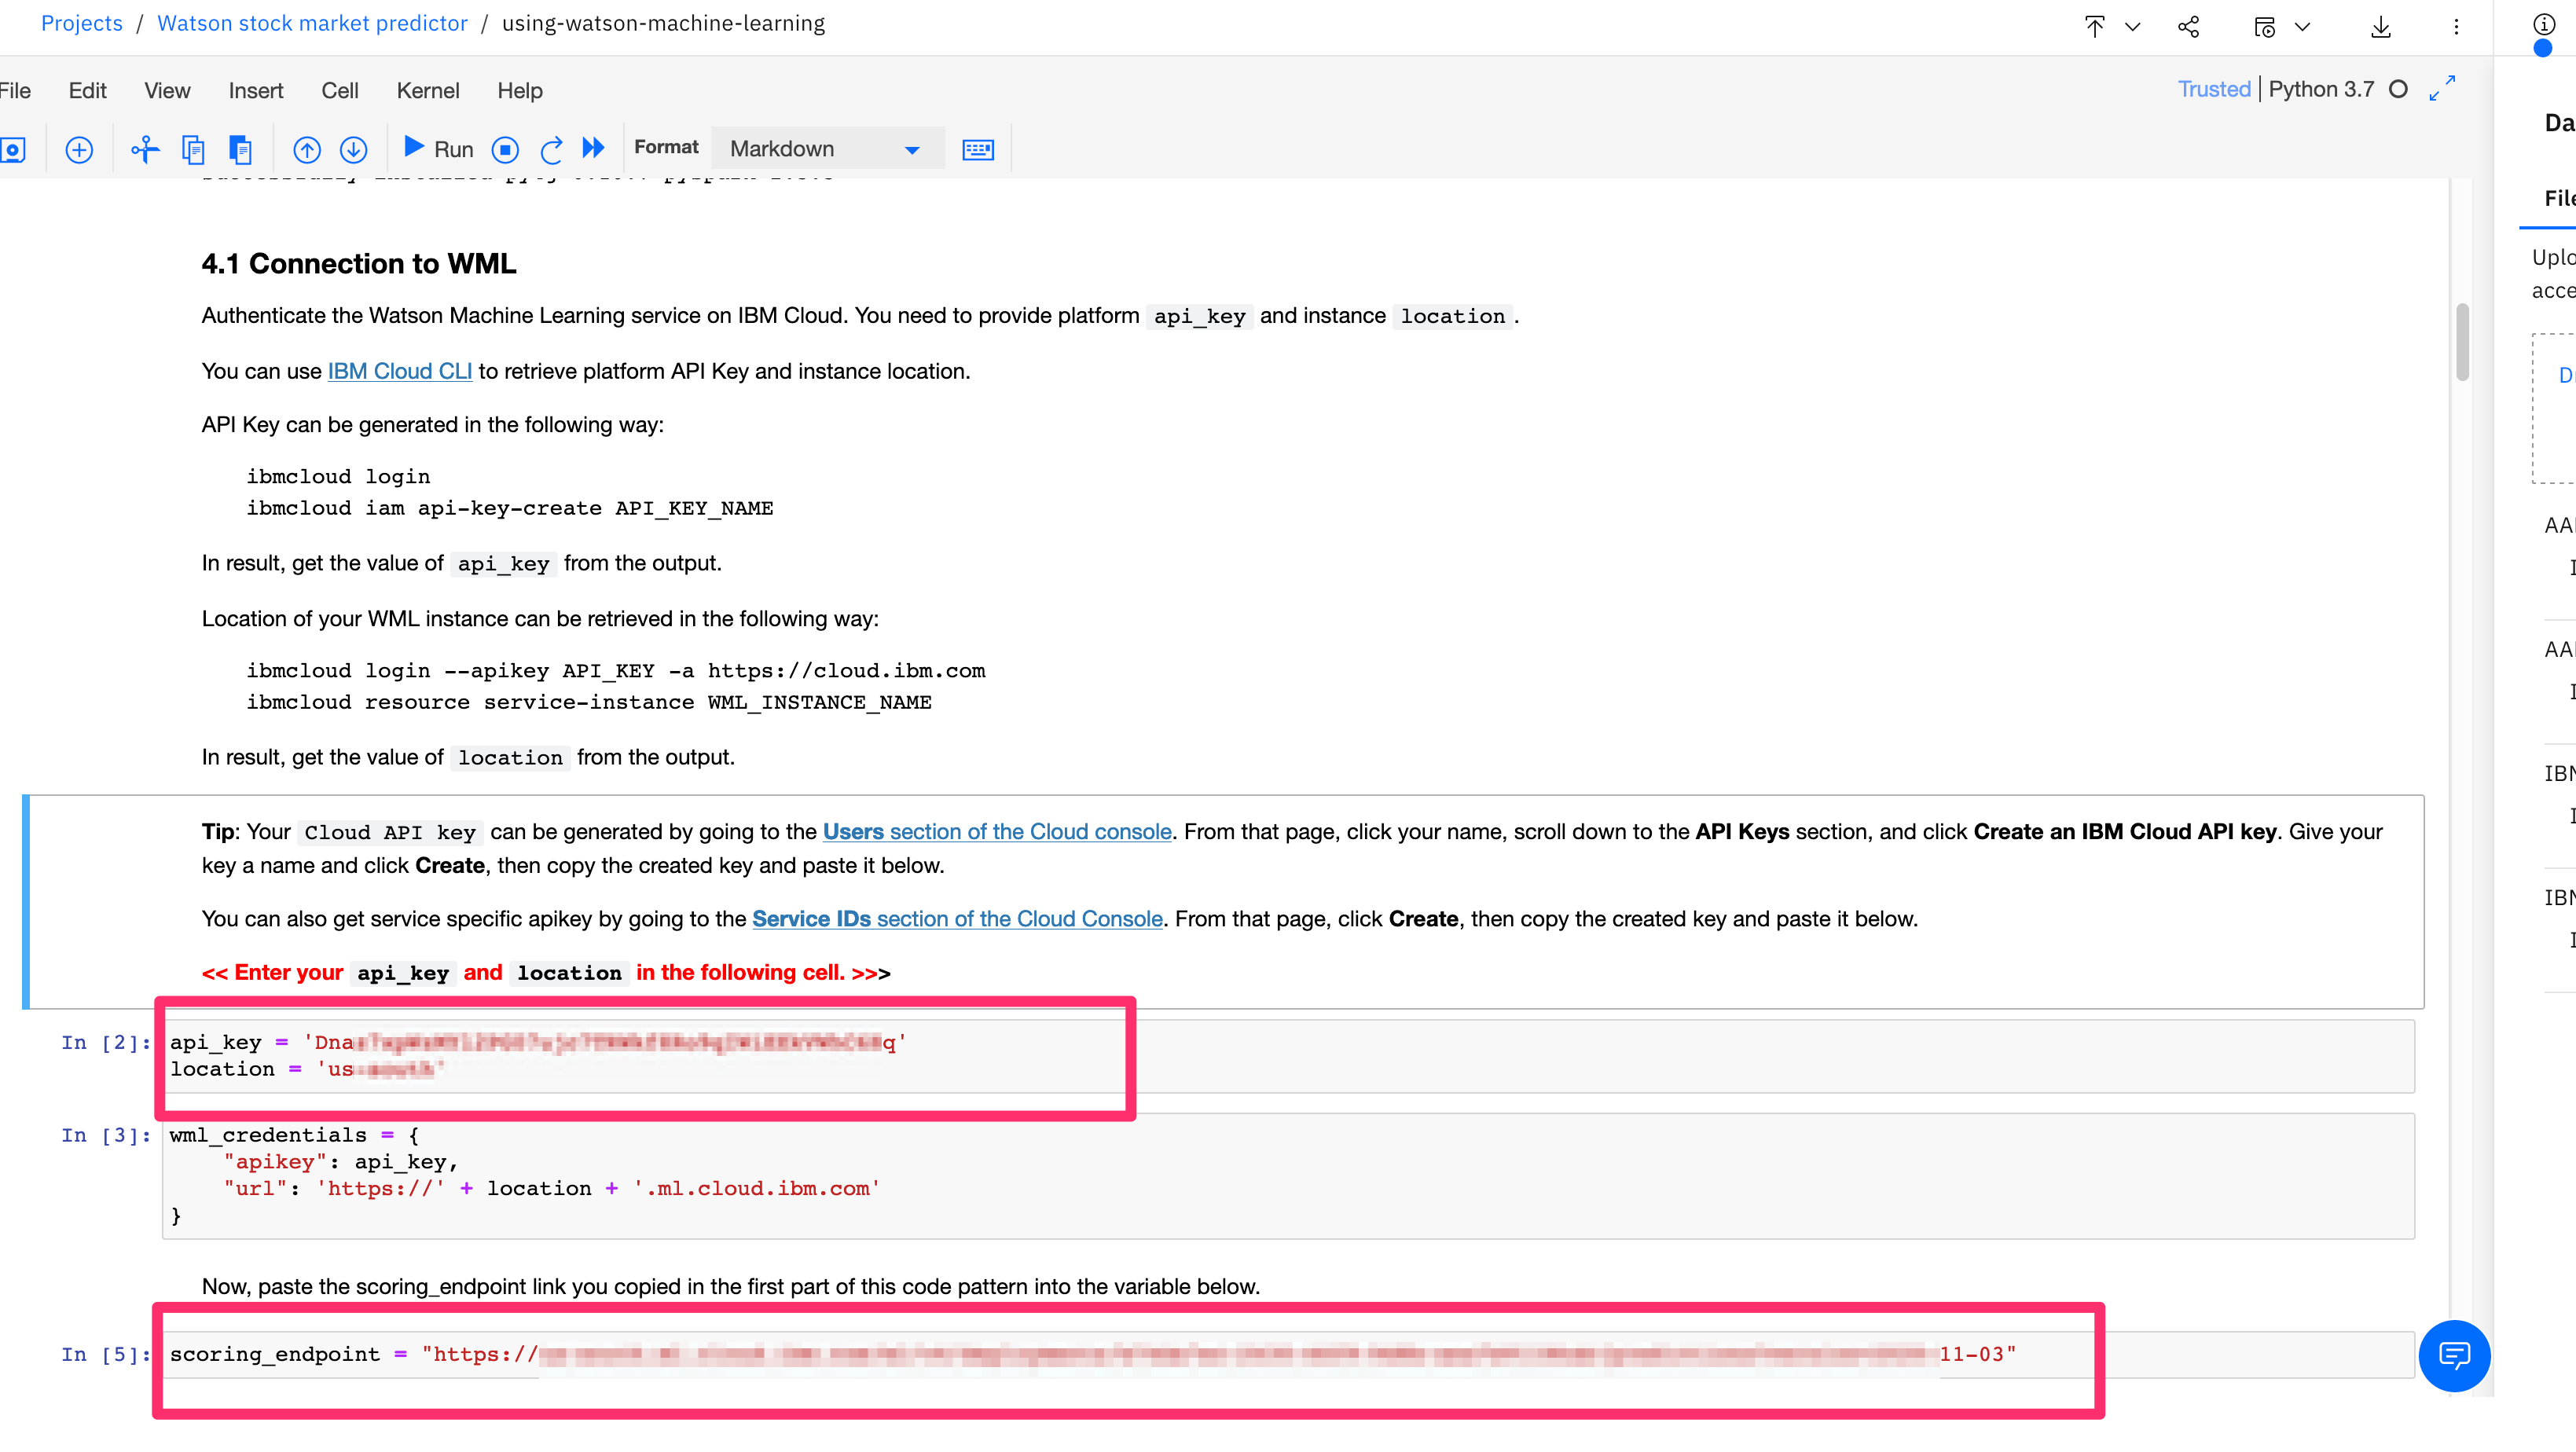 Projects / Watson stock market predictor / using-watson-machine-learning
File Edit View Insert Cell Kernel Help
Trusted | Python 3.7
Run Format Markdown
4.1 Connection to WML
Authenticate the Watson Machine Learning service on IBM Cloud. You need to provide platform api_key and instance location.
You can use IBM Cloud CLI to retrieve platform API Key and instance location.
API Key can be generated in the following way:
ibmcloud login
ibmcloud iam api-key-create API_KEY_NAME
In result, get the value of api_key from the output.
Location of your WML instance can be retrieved in the following way:
ibmcloud login --apikey API_KEY -a https://cloud.ibm.com
ibmcloud resource service-instance WML_INSTANCE_NAME
In result, get the value of location from the output.
Tip: Your Cloud API key can be generated by going to the Users section of the Cloud console. From that page, click your name, scroll down to the API Keys section, and click Create an IBM Cloud API key. Give your
key a name and click Create, then copy the created key and paste it below.
You can also get service specific apikey by going to the Service IDs section of the Cloud Console. From that page, click Create, then copy the created key and paste it below.
<< Enter your api_key and location in the following cell. >>>
In [2]: api_key = 'Dna q'
location = 'us
In [3]: wml_credentials = {
"apikey": api_key,
"url": 'https://' + location + '.ml.cloud.ibm.com'
}
Now, paste the scoring_endpoint link you copied in the first part of this code pattern into the variable below.
In [5]: scoring_endpoint = "https:// 11-03"
Da
File
Uplo
acce